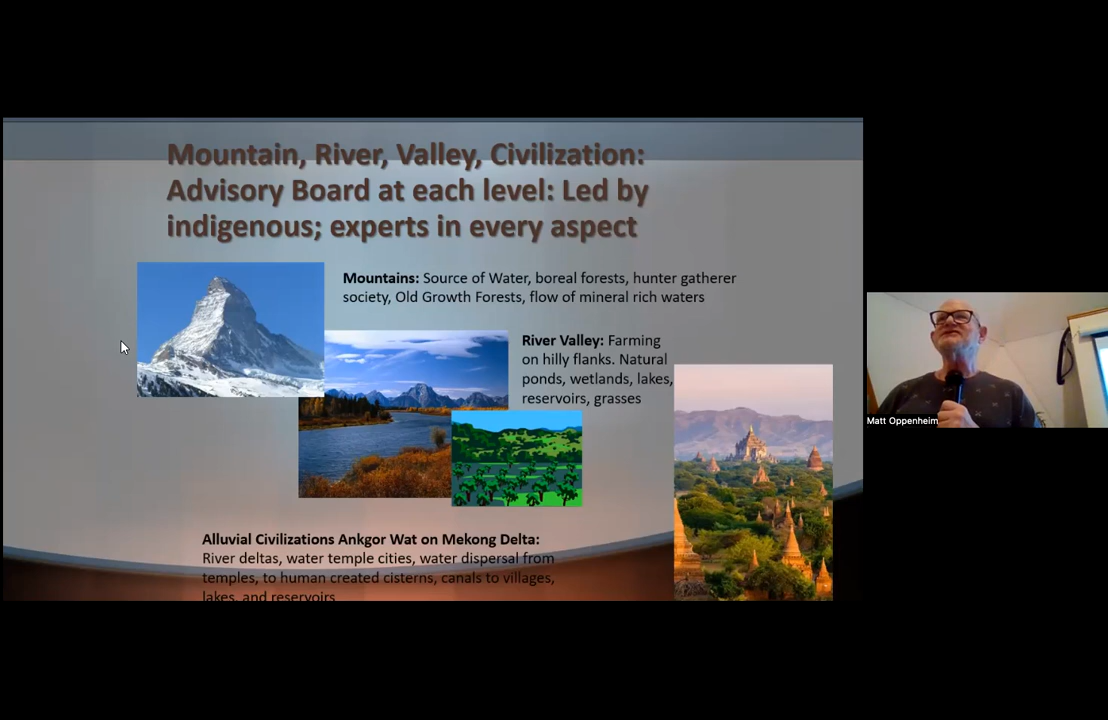 Mountain, River, Valley, Civilization:
Advisory Board at each level: Led by
indigenous; experts in every aspect
Mountains: Source of Water, boreal forests, hunter gatherer
society, Old Growth Forests, flow of mineral rich waters
River Valley: Farming
on hilly flanks. Natural
ponds, wetlands, lakes,
reservoirs, grasses
Matt Oppenheim
Alluvial Civilizations Ankgor Wat on Mekong Delta:
River deltas, water temple cities, water dispersal from
temples, to human created cisterns, canals to villages,
lakes, and reservoirs